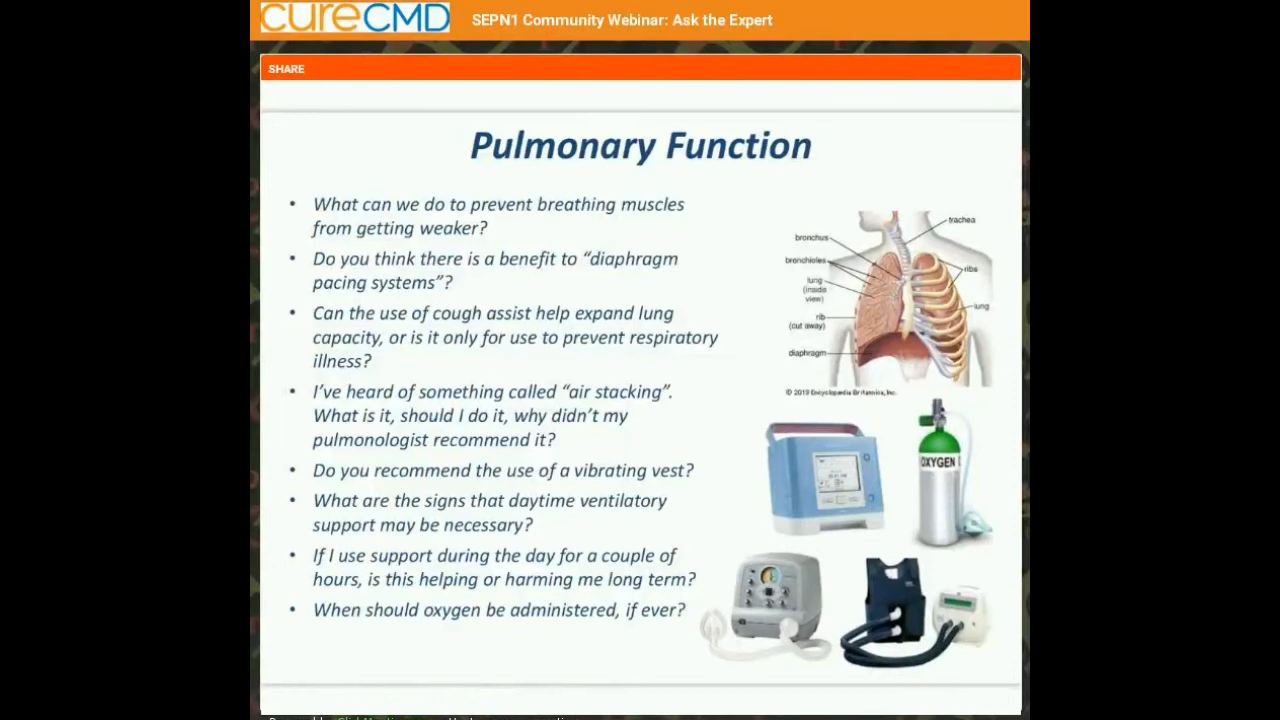 cureCMD
SEPN1 Community Webinar: Ask the Expert
SHARE
Pulmonary Function
• What can we do to prevent breathing muscles
from getting weaker?
• Do you think there is a benefit to “diaphragm
pacing systems”?
• Can the use of cough assist help expand lung
capacity, or is it only for use to prevent respiratory
illness?
• I’ve heard of something called “air stacking”.
What is it, should I do it, why didn’t my
pulmonologist recommend it?
• Do you recommend the use of a vibrating vest?
• What are the signs that daytime ventilatory
support may be necessary?
• If I use support during the day for a couple of
hours, is this helping or harming me long term?
• When should oxygen be administered, if ever?
trachea
bronchus
bronchioles
ribs
lung
(inside
view)
lung
rib
(cut away)
diaphragm
© 2013 Encyclopædia Britannica, Inc.
OXYGEN